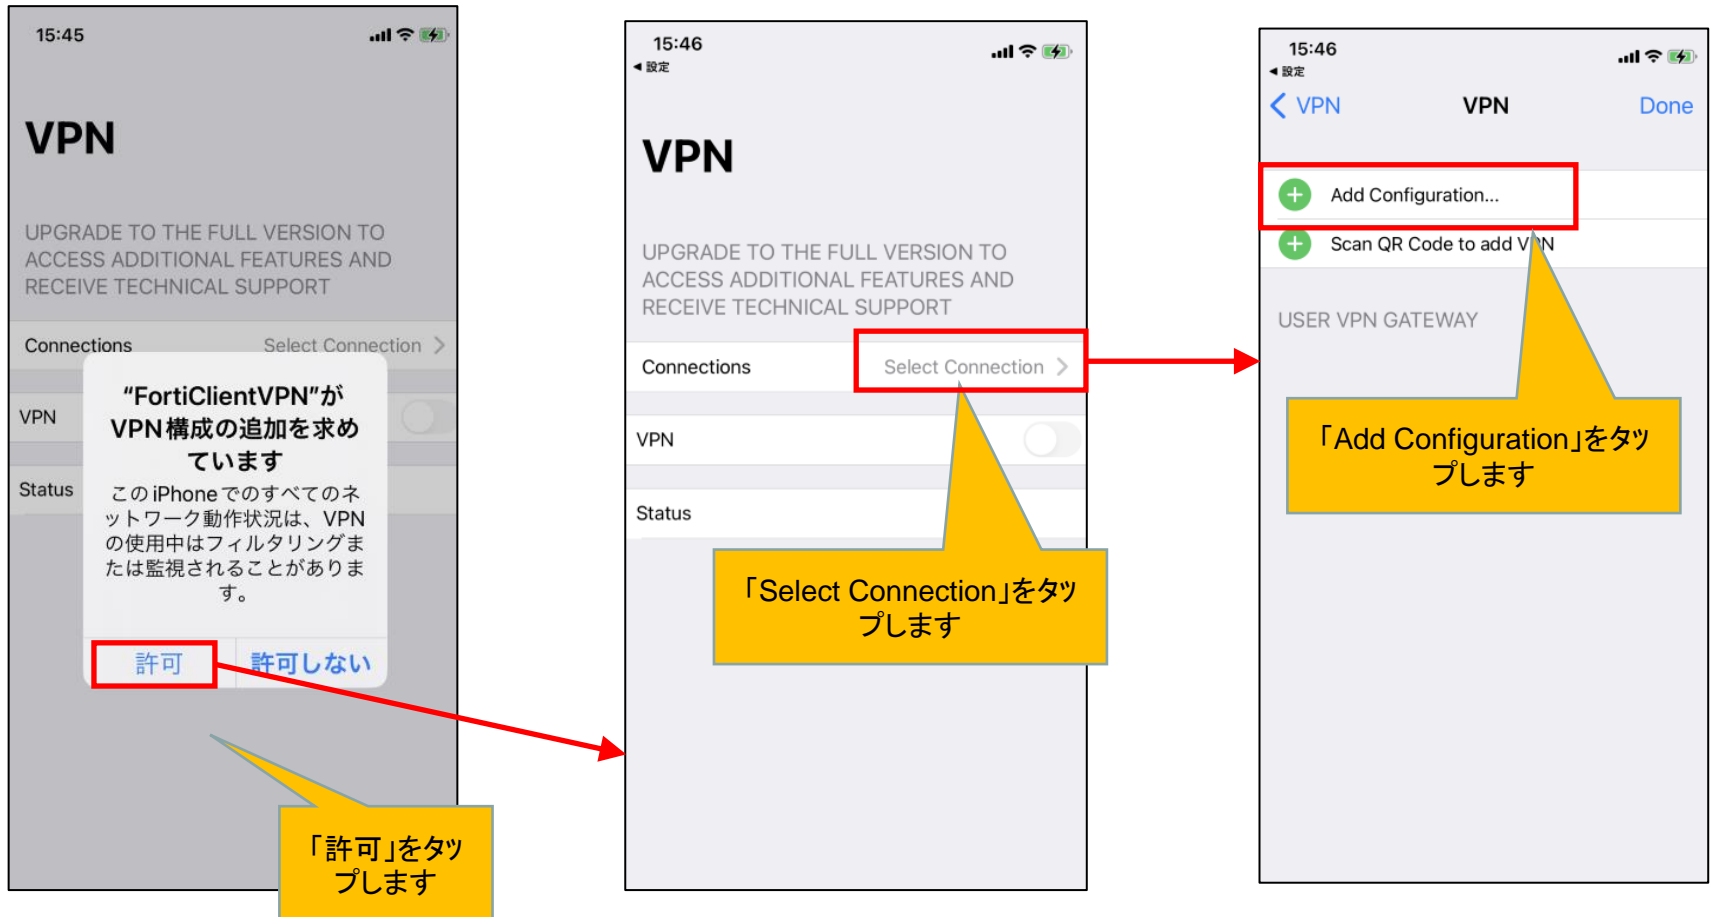 15:45
VPN
UPGRADE TO THE FULL VERSION TO
ACCESS ADDITIONAL FEATURES AND
RECEIVE TECHNICAL SUPPORT
Connections Select Connection
VPN
Status
“FortiClientVPN”が
VPN構成の追加を求め
ています
このiPhoneでのすべてのネ
ットワーク動作状況は、VPN
の使用中はフィルタリングま
たは監視されることがありま
す。
許可 許可しない
「許可」をタッ
プします
15:46
◀ 設定
VPN
UPGRADE TO THE FULL VERSION TO
ACCESS ADDITIONAL FEATURES AND
RECEIVE TECHNICAL SUPPORT
Connections Select Connection
VPN
Status
「Select Connection」をタッ
プします
15:46
◀ 設定
VPN VPN Done
Add Configuration...
Scan QR Code to add VPN
USER VPN GATEWAY
「Add Configuration」をタッ
プします